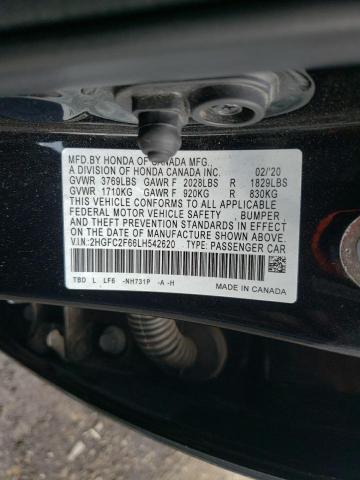 MFD.BY HONDA OF CANADA MFG.,
A DIVISION OF HONDA CANADA INC. 02/'20
GVWR 3769LBS GAWR F 2028LBS R 1829LBS
GVWR 1710KG GAWR F 920KG R 830KG
THIS VEHICLE CONFORMS TO ALL APPLICABLE
FEDERAL MOTOR VEHICLE SAFETY, BUMPER,
AND THEFT PREVENTION STANDARDS IN EFFECT
ON THE DATE OF MANUFACTURE SHOWN ABOVE.
V.I.N.:2HGFC2F66LH542620 TYPE: PASSENGER CAR
TBD L LF6 -NH731P -A -H
MADE IN CANADA